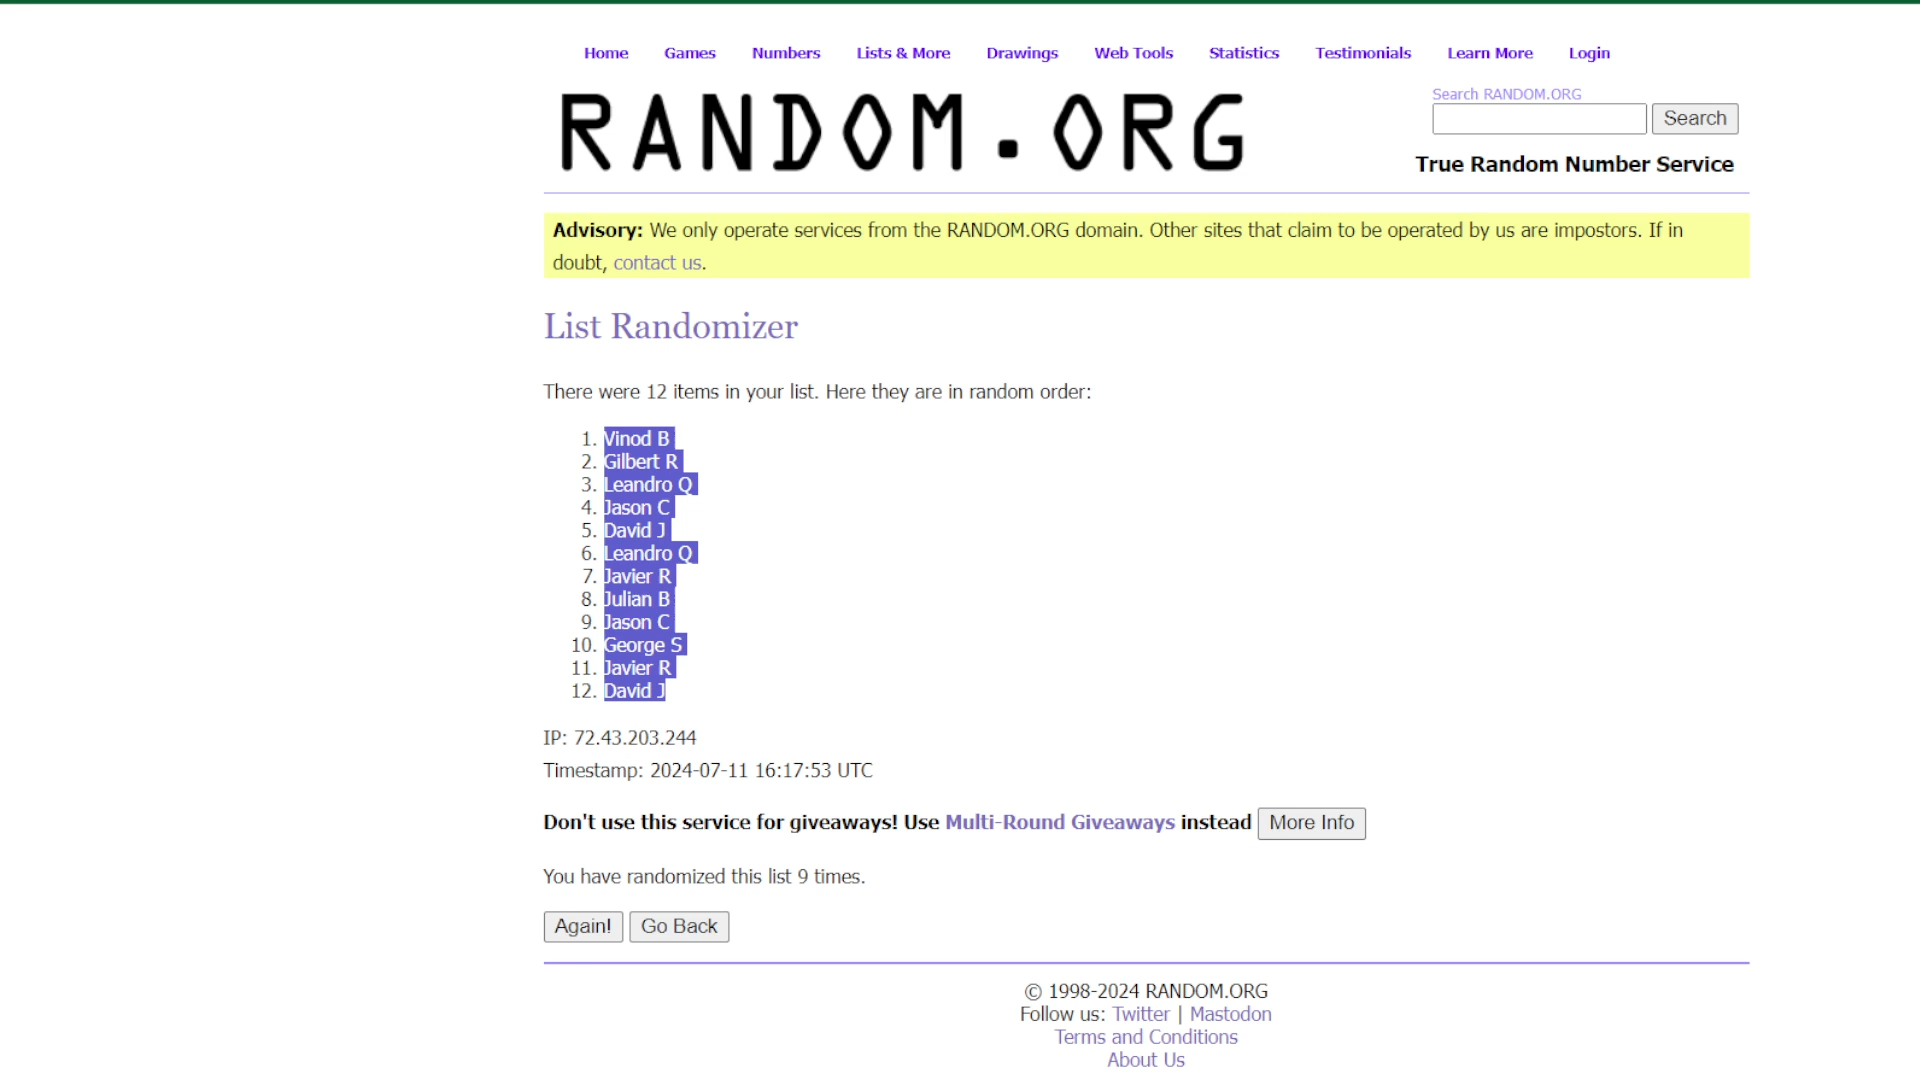 Home Games Numbers Lists & More Drawings Web Tools Statistics Testimonials Learn More Login
RANDOM.ORG
Search RANDOM.ORG
Search
True Random Number Service
Advisory: We only operate services from the RANDOM.ORG domain. Other sites that claim to be operated by us are impostors. If in
doubt, contact us.
List Randomizer
There were 12 items in your list. Here they are in random order:
1. Vinod B
2. Gilbert R
3. Leandro Q
4. Jason C
5. David J
6. Leandro Q
7. Javier R
8. Julian B
9. Jason C
10. George S
11. Javier R
12. David J
IP: 72.43.203.244
Timestamp: 2024-07-11 16:17:53 UTC
Don't use this service for giveaways! Use Multi-Round Giveaways instead More Info
You have randomized this list 9 times.
Again! Go Back
© 1998-2024 RANDOM.ORG
Follow us: Twitter | Mastodon
Terms and Conditions
About Us